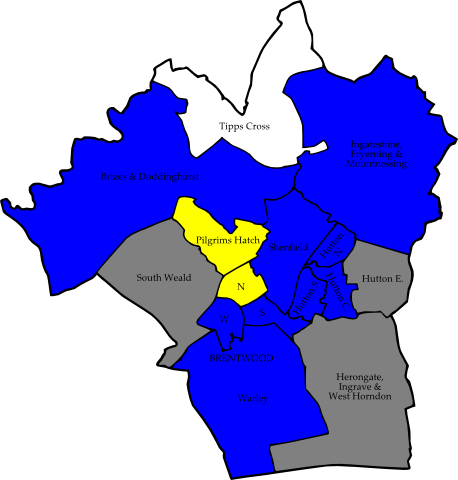 Tipps Cross
Ingatestone,
Fryerning &
Mountnessing
Brizes & Doddinghurst
Pilgrims Hatch
Shenfield
Hutton
N.
South Weald
Hutton E.
N
Hutton S.
Hutton C.
W
S
BRENTWOOD
Herongate,
Ingrave &
West Horndon
Warley